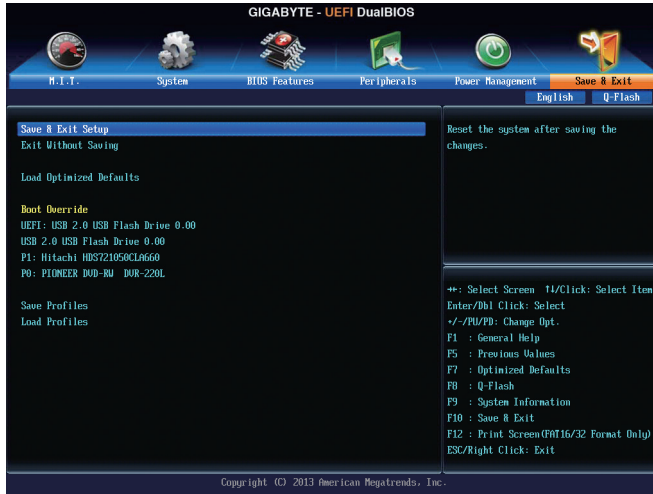 GIGABYTE - UEFI DualBIOS
M.I.T.
System
BIOS Features
Peripherals
Power Management
Save & Exit
English
Q-Flash
Save & Exit Setup
Exit Without Saving
Load Optimized Defaults
Boot Override
UEFI: USB 2.0 USB Flash Drive 0.00
USB 2.0 USB Flash Drive 0.00
P1: Hitachi HDS721050CLA660
P0: PIONEER DVD-RW DVR-220L
Save Profiles
Load Profiles
Reset the system after saving the
changes.
→←: Select Screen ↑↓/Click: Select Item
Enter/Dbl Click: Select
+/-/PU/PD: Change Opt.
F1 : General Help
F5 : Previous Values
F7 : Optimized Defaults
F8 : Q-Flash
F9 : System Information
F10 : Save & Exit
F12 : Print Screen(FAT16/32 Format Only)
ESC/Right Click: Exit
Copyright (C) 2013 American Megatrends, Inc.